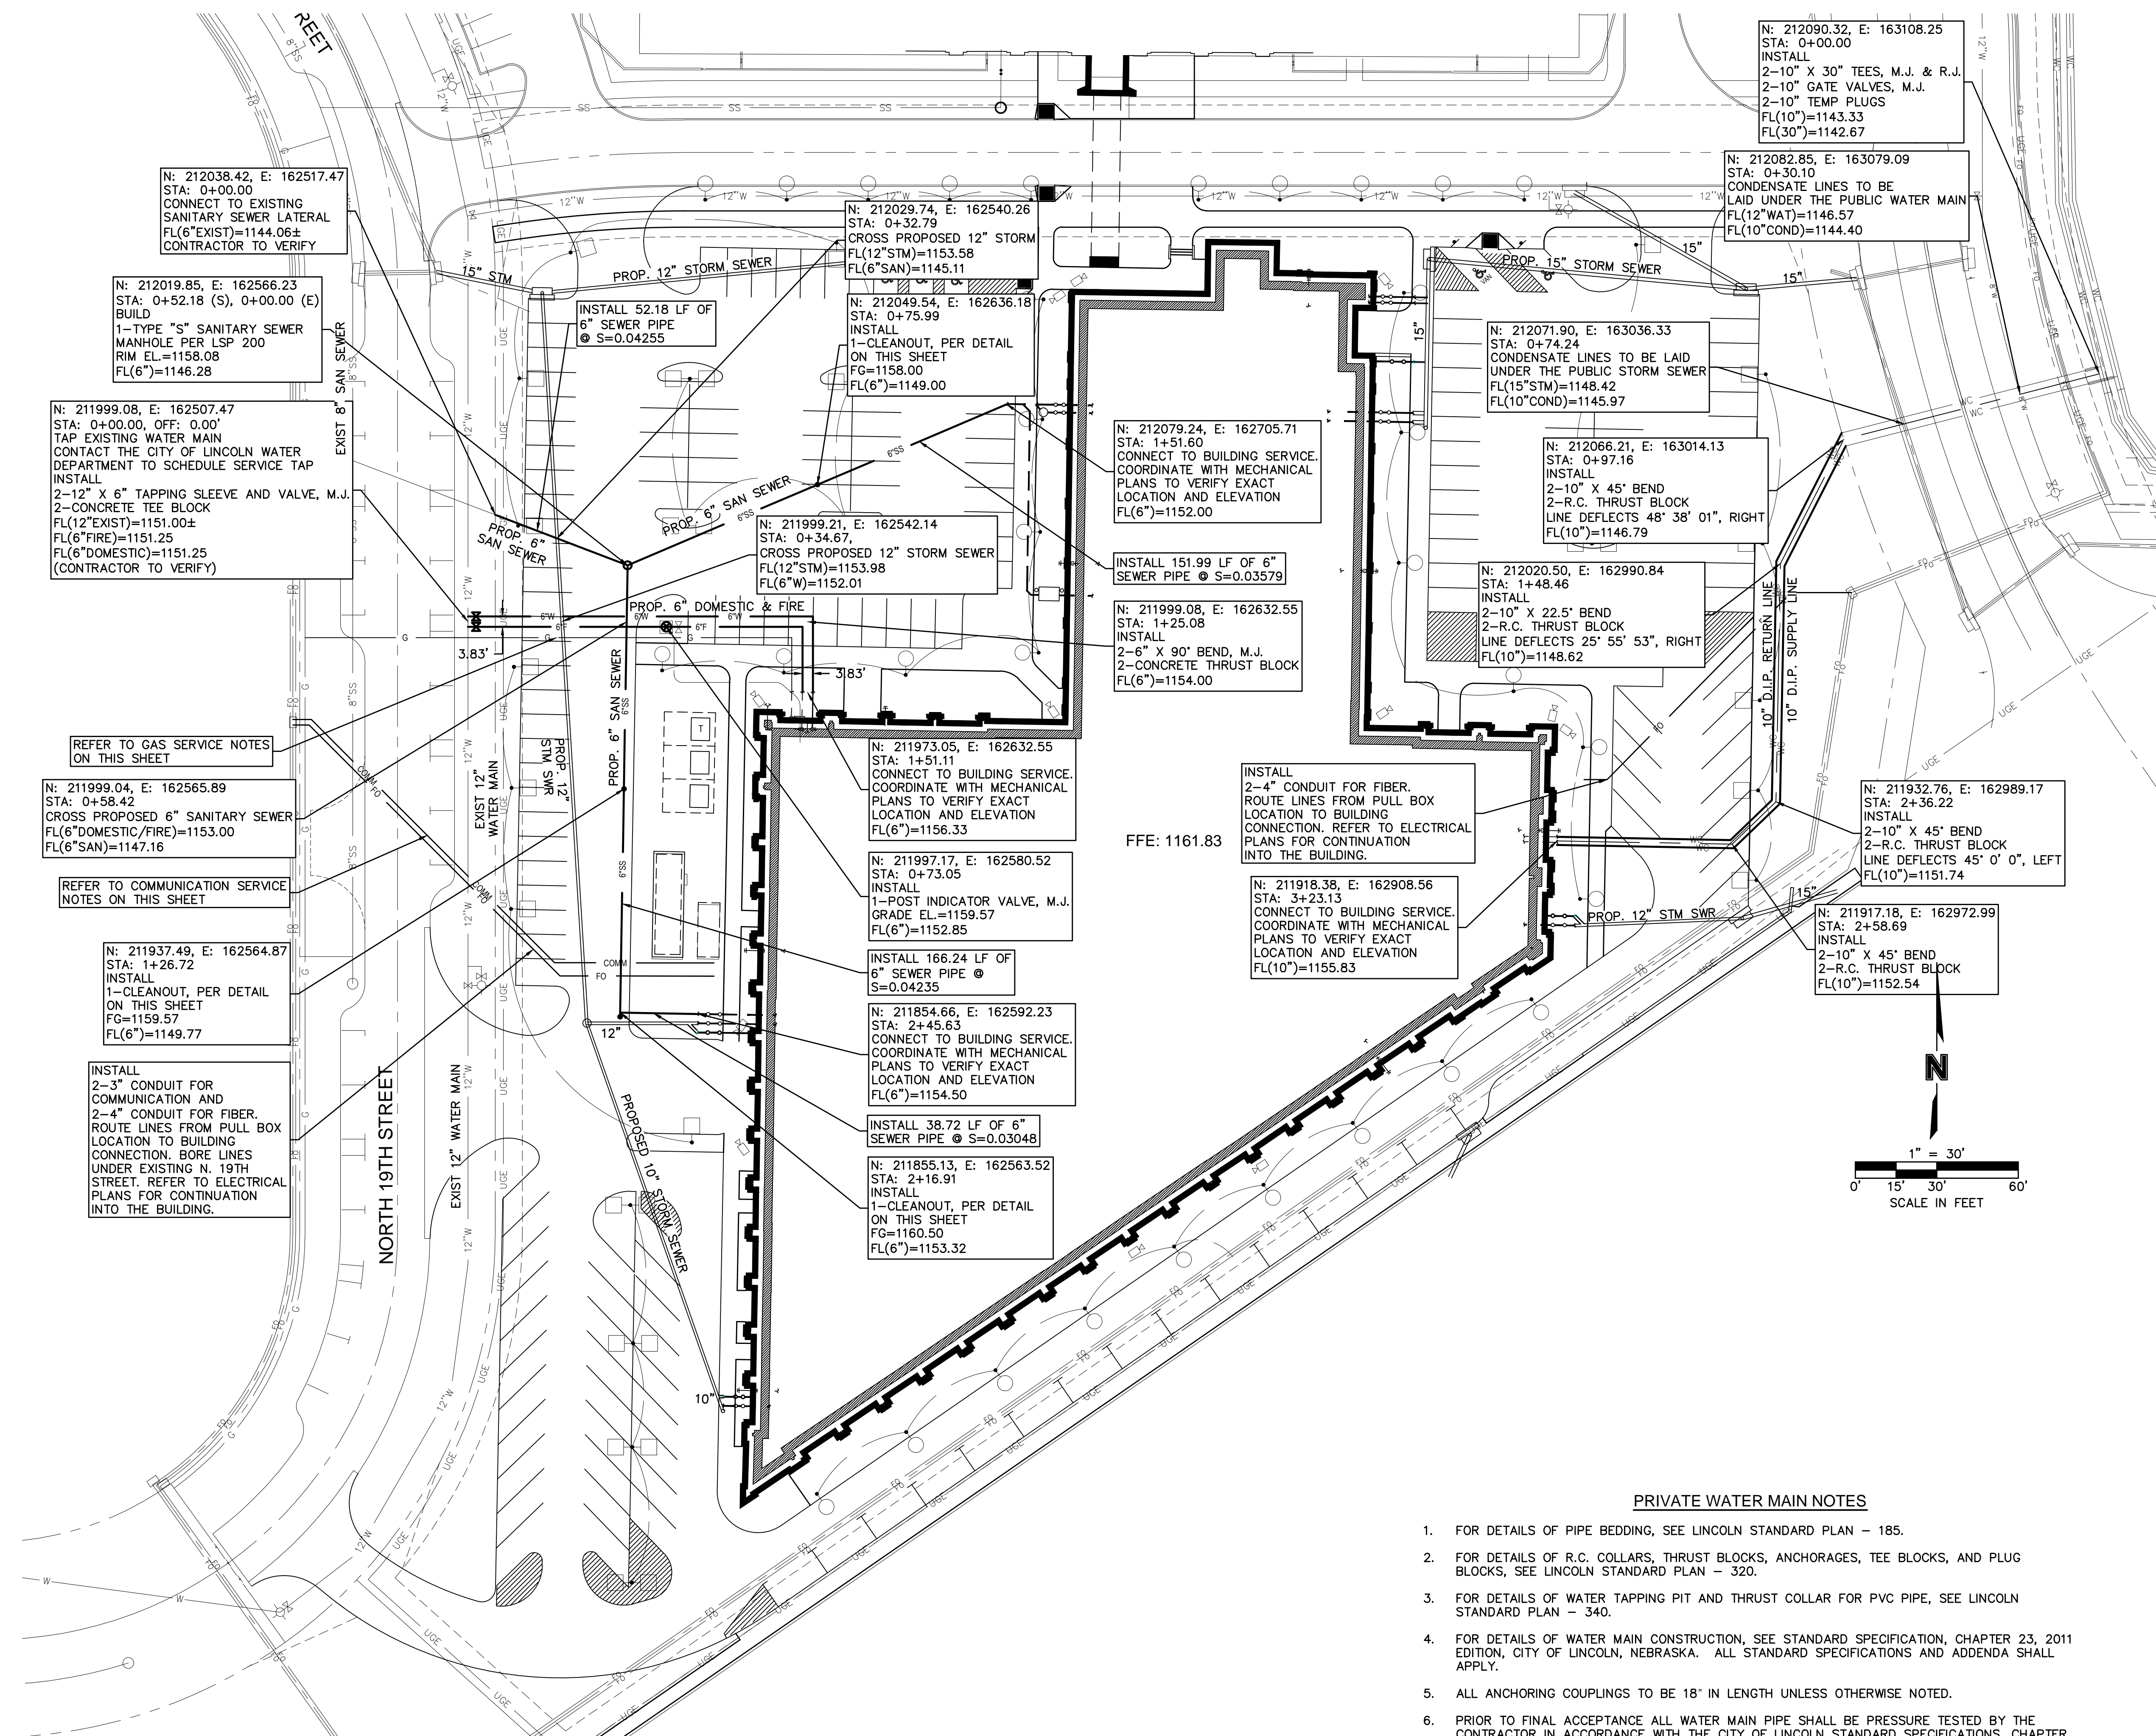 STREET
N: 212038.42, E: 162517.47
STA: 0+00.00
CONNECT TO EXISTING
SANITARY SEWER LATERAL
FL(6"EXIST)=1144.06±
CONTRACTOR TO VERIFY
N: 212019.85, E: 162566.23
STA: 0+52.18 (S), 0+00.00 (E)
BUILD
1-TYPE "S" SANITARY SEWER
MANHOLE PER LSP 200
RIM EL.=1158.08
FL(6")=1146.28
N: 211999.08, E: 162507.47
STA: 0+00.00, OFF: 0.00'
TAP EXISTING WATER MAIN
CONTACT THE CITY OF LINCOLN WATER
DEPARTMENT TO SCHEDULE SERVICE TAP
INSTALL
2-12" X 6" TAPPING SLEEVE AND VALVE, M.J.
2-CONCRETE TEE BLOCK
FL(12"EXIST)=1151.00±
FL(6"FIRE)=1151.25
FL(6"DOMESTIC)=1151.25
(CONTRACTOR TO VERIFY)
REFER TO GAS SERVICE NOTES
ON THIS SHEET
N: 211999.04, E: 162565.89
STA: 0+58.42
CROSS PROPOSED 6" SANITARY SEWER
FL(6"DOMESTIC/FIRE)=1153.00
FL(6"SAN)=1147.16
REFER TO COMMUNICATION SERVICE
NOTES ON THIS SHEET
N: 211937.49, E: 162564.87
STA: 1+26.72
INSTALL
1-CLEANOUT, PER DETAIL
ON THIS SHEET
FG=1159.57
FL(6")=1149.77
INSTALL
2-3" CONDUIT FOR
COMMUNICATION AND
2-4" CONDUIT FOR FIBER.
ROUTE LINES FROM PULL BOX
LOCATION TO BUILDING
CONNECTION. BORE LINES
UNDER EXISTING N. 19TH
STREET. REFER TO ELECTRICAL
PLANS FOR CONTINUATION
INTO THE BUILDING.
EXIST 8" SAN SEWER
EXIST 12"
WATER MAIN
NORTH 19TH STREET
EXIST 12" WATER MAIN
15" STM
PROP. 12" STORM SEWER
INSTALL 52.18 LF OF
6" SEWER PIPE
@ S=0.04255
PROP. 6"
SAN SEWER
PROP. 6" SAN SEWER
PROP. 6" DOMESTIC & FIRE
3.83'
3.83'
PROP. 6" SAN SEWER
PROP. 12"
STM SWR
T
COMM
FO
12"
PROPOSED 10" STORM SEWER
10"
N: 212029.74, E: 162540.26
STA: 0+32.79
CROSS PROPOSED 12" STORM
FL(12"STM)=1153.58
FL(6"SAN)=1145.11
N: 212049.54, E: 162636.18
STA: 0+75.99
INSTALL
1-CLEANOUT, PER DETAIL
ON THIS SHEET
FG=1158.00
FL(6")=1149.00
N: 211999.21, E: 162542.14
STA: 0+34.67,
CROSS PROPOSED 12" STORM SEWER
FL(12"STM)=1153.98
FL(6"W)=1152.01
N: 212079.24, E: 162705.71
STA: 1+51.60
CONNECT TO BUILDING SERVICE.
COORDINATE WITH MECHANICAL
PLANS TO VERIFY EXACT
LOCATION AND ELEVATION
FL(6")=1152.00
INSTALL 151.99 LF OF 6"
SEWER PIPE @ S=0.03579
N: 211999.08, E: 162632.55
STA: 1+25.08
INSTALL
2-6" X 90° BEND, M.J.
2-CONCRETE THRUST BLOCK
FL(6")=1154.00
N: 211973.05, E: 162632.55
STA: 1+51.11
CONNECT TO BUILDING SERVICE.
COORDINATE WITH MECHANICAL
PLANS TO VERIFY EXACT
LOCATION AND ELEVATION
FL(6")=1156.33
N: 211997.17, E: 162580.52
STA: 0+73.05
INSTALL
1-POST INDICATOR VALVE, M.J.
GRADE EL.=1159.57
FL(6")=1152.85
INSTALL 166.24 LF OF
6" SEWER PIPE @
S=0.04235
N: 211854.66, E: 162592.23
STA: 2+45.63
CONNECT TO BUILDING SERVICE.
COORDINATE WITH MECHANICAL
PLANS TO VERIFY EXACT
LOCATION AND ELEVATION
FL(6")=1154.50
INSTALL 38.72 LF OF 6"
SEWER PIPE @ S=0.03048
N: 211855.13, E: 162563.52
STA: 2+16.91
INSTALL
1-CLEANOUT, PER DETAIL
ON THIS SHEET
FG=1160.50
FL(6")=1153.32
FFE: 1161.83
N: 212090.32, E: 163108.25
STA: 0+00.00
INSTALL
2-10" X 30" TEES, M.J. & R.J.
2-10" GATE VALVES, M.J.
2-10" TEMP PLUGS
FL(10")=1143.33
FL(30")=1142.67
N: 212082.85, E: 163079.09
STA: 0+30.10
CONDENSATE LINES TO BE
LAID UNDER THE PUBLIC WATER MAIN
FL(12"WAT)=1146.57
FL(10"COND)=1144.40
15"
PROP. 15" STORM SEWER
15"
15"
VAN
N: 212071.90, E: 163036.33
STA: 0+74.24
CONDENSATE LINES TO BE LAID
UNDER THE PUBLIC STORM SEWER
FL(15"STM)=1148.42
FL(10"COND)=1145.97
N: 212066.21, E: 163014.13
STA: 0+97.16
INSTALL
2-10" X 45° BEND
2-R.C. THRUST BLOCK
LINE DEFLECTS 48° 38' 01", RIGHT
FL(10")=1146.79
N: 212020.50, E: 162990.84
STA: 1+48.46
INSTALL
2-10" X 22.5° BEND
2-R.C. THRUST BLOCK
LINE DEFLECTS 25° 55' 53", RIGHT
FL(10")=1148.62
10" D.I.P. RETURN LINE
10" D.I.P. SUPPLY LINE
INSTALL
2-4" CONDUIT FOR FIBER.
ROUTE LINES FROM PULL BOX
LOCATION TO BUILDING
CONNECTION. REFER TO ELECTRICAL
PLANS FOR CONTINUATION
INTO THE BUILDING.
N: 211918.38, E: 162908.56
STA: 3+23.13
CONNECT TO BUILDING SERVICE.
COORDINATE WITH MECHANICAL
PLANS TO VERIFY EXACT
LOCATION AND ELEVATION
FL(10")=1155.83
N: 211932.76, E: 162989.17
STA: 2+36.22
INSTALL
2-10" X 45° BEND
2-R.C. THRUST BLOCK
LINE DEFLECTS 45° 0' 0", LEFT
FL(10")=1151.74
PROP. 12" STM SWR
15"
N: 211917.18, E: 162972.99
STA: 2+58.69
INSTALL
2-10" X 45° BEND
2-R.C. THRUST BLOCK
FL(10")=1152.54
N
1" = 30'
0' 15' 30' 60'
SCALE IN FEET
PRIVATE WATER MAIN NOTES
1. FOR DETAILS OF PIPE BEDDING, SEE LINCOLN STANDARD PLAN - 185.
2. FOR DETAILS OF R.C. COLLARS, THRUST BLOCKS, ANCHORAGES, TEE BLOCKS, AND PLUG
BLOCKS, SEE LINCOLN STANDARD PLAN - 320.
3. FOR DETAILS OF WATER TAPPING PIT AND THRUST COLLAR FOR PVC PIPE, SEE LINCOLN
STANDARD PLAN - 340.
4. FOR DETAILS OF WATER MAIN CONSTRUCTION, SEE STANDARD SPECIFICATION, CHAPTER 23, 2011
EDITION, CITY OF LINCOLN, NEBRASKA. ALL STANDARD SPECIFICATIONS AND ADDENDA SHALL
APPLY.
5. ALL ANCHORING COUPLINGS TO BE 18" IN LENGTH UNLESS OTHERWISE NOTED.
6. PRIOR TO FINAL ACCEPTANCE ALL WATER MAIN PIPE SHALL BE PRESSURE TESTED BY THE
CONTRACTOR IN ACCORDANCE WITH THE CITY OF LINCOLN STANDARD SPECIFICATIONS, CHAPTER